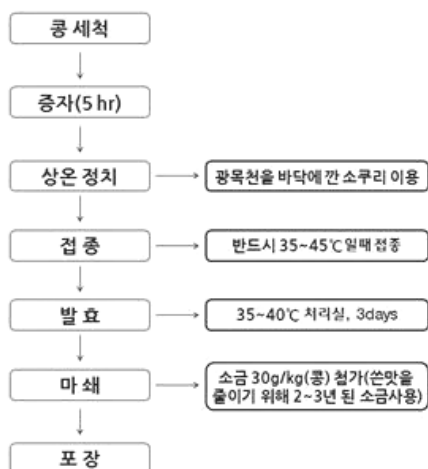 콩 세척
증자(5 hr)
상온 정치
광목천을 바닥에 깐 소쿠리 이용
접 종
반드시 35~45℃일때 접종
발 효
35~40℃ 처리실, 3days
마 쇄
소금 30g/kg(콩) 첨가(쓴맛을
줄이기 위해 2~3년 된 소금사용)
포 장